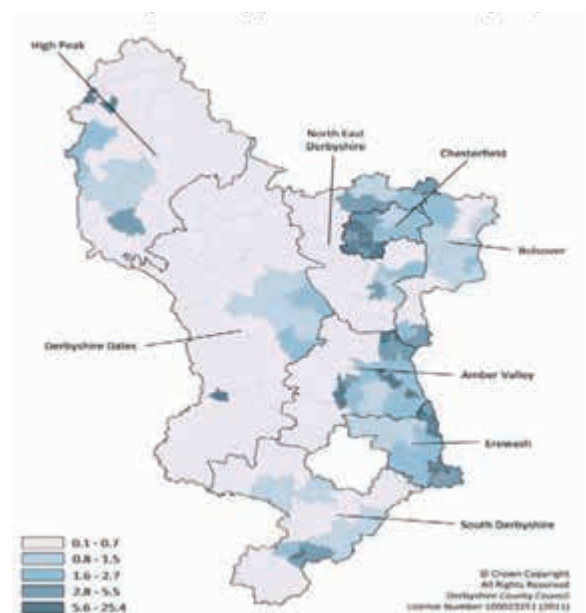 High Peak
North East
Derbyshire
Chesterfield
Bolsover
Derbyshire Dales
Amber Valley
Erewash
South Derbyshire
0.1 - 0.7
0.8 - 1.5
1.6 - 2.7
2.8 - 5.5
5.6 - 25.4
© Crown Copyright
All Rights Reserved
Derbyshire County Council
License Number